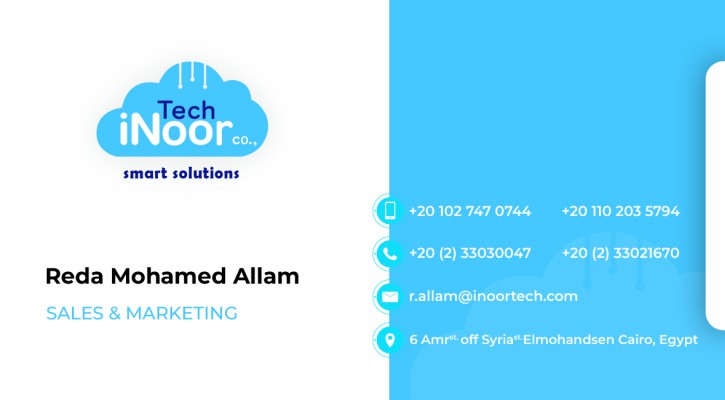 Tech
iNoor co.,
smart solutions
Reda Mohamed Allam
SALES & MARKETING
+20 102 747 0744 +20 110 203 5794
+20 (2) 33030047 +20 (2) 33021670
r.allam@inoortech.com
6 Amr st. off Syria st. Elmohandsen Cairo, Egypt